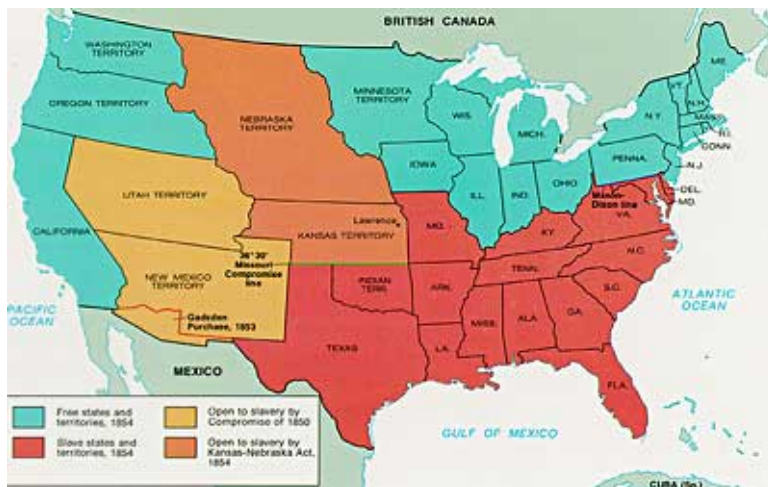 BRITISH CANADA
WASHINGTON
TERRITORY
OREGON TERRITORY
NEBRASKA
TERRITORY
MINNESOTA
TERRITORY
WIS.
MICH.
N.Y.
VT.
N.H.
ME.
MASS.
R.I.
CONN.
N.J.
PENNA.
IOWA
ILL.
IND.
OHIO
DEL.
MD.
Mason-
Dixon line
VA.
UTAH TERRITORY
CALIFORNIA
Lawrence
KANSAS TERRITORY
MO.
KY.
36°30'
Missouri
Compromise
line
NEW MEXICO
TERRITORY
INDIAN
TERR.
ARK.
TENN.
N.C.
S.C.
PACIFIC
OCEAN
ATLANTIC
OCEAN
Gadsden
Purchase, 1853
TEXAS
LA.
MISS.
ALA.
GA.
FLA.
MEXICO
GULF OF MEXICO
CUBA (Sp.)
Free states and
territories, 1854
Slave states and
territories, 1854
Open to slavery by
Compromise of 1850
Open to slavery by
Kansas-Nebraska Act,
1854